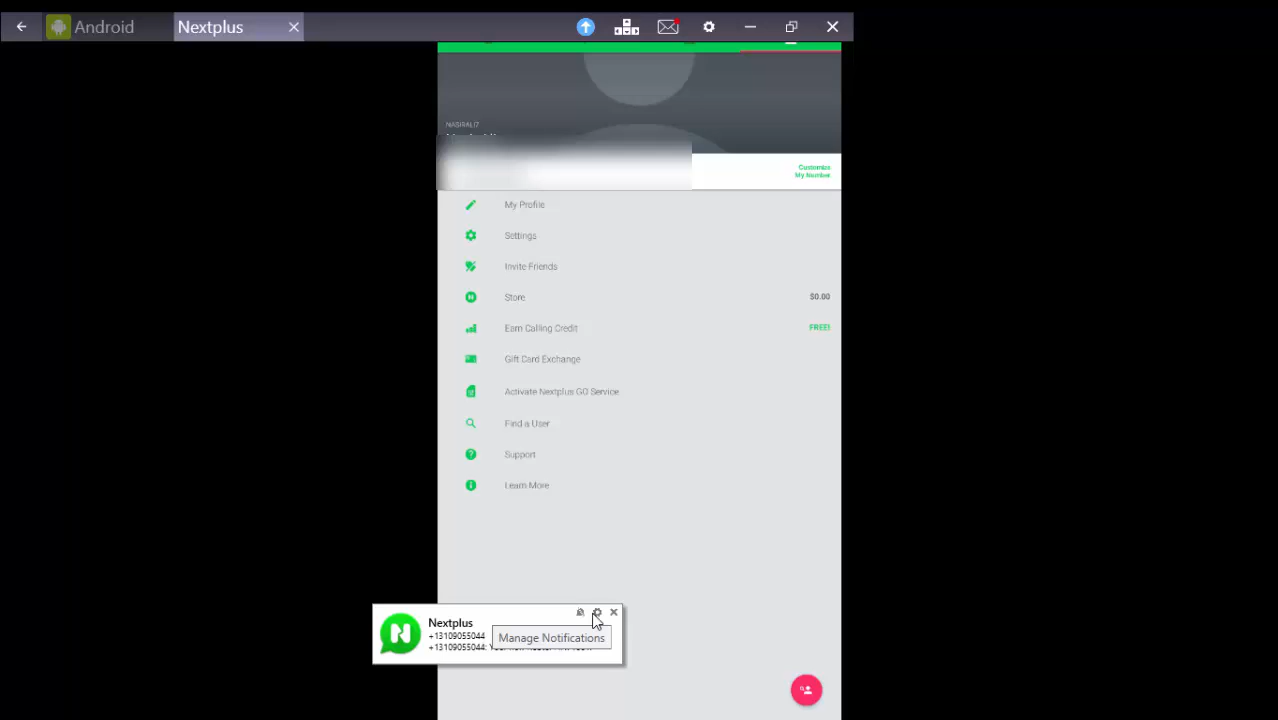 Android
Nextplus
NASIRALI7
Customize
My Number
My Profile
Settings
Invite Friends
Store
$0.00
Earn Calling Credit
FREE!
Gift Card Exchange
Activate Nextplus GO Service
Find a User
Support
Learn More
Nextplus
+13109055044
Manage Notifications
+13109055044: